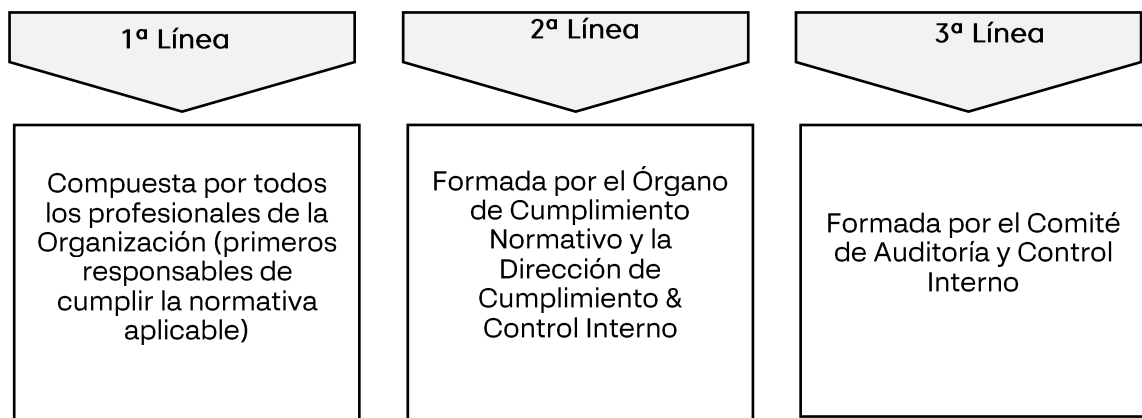 1ª Línea
Compuesta por todos
los profesionales de la
Organización (primeros
responsables de
cumplir la normativa
aplicable)
2ª Línea
Formada por el Órgano
de Cumplimiento
Normativo y la
Dirección de
Cumplimiento &
Control Interno
3ª Línea
Formada por el Comité
de Auditoría y Control
Interno